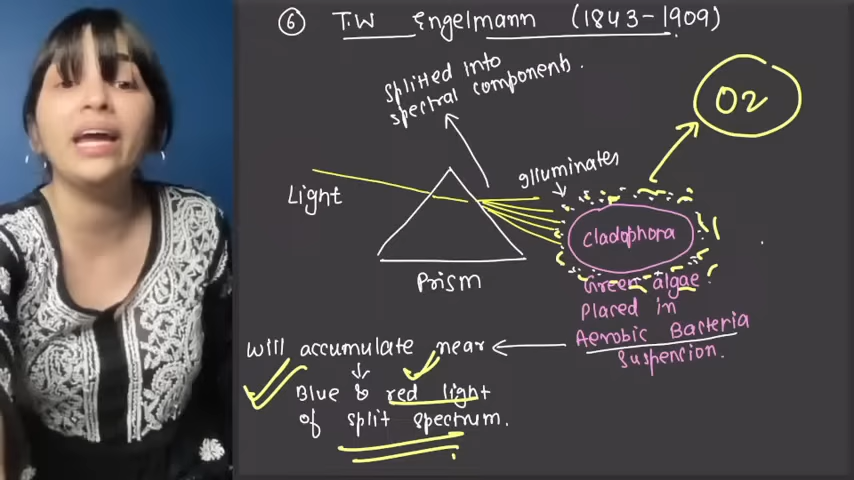 ⑥ T.W Engelmann (1843-1909)
splitted into
spectral components.
O2
Light
illuminates
Cladophora
Prism
Green algae
Placed in
Aerobic Bacteria
suspension.
will accumulate near
Blue & red light
of split spectrum.